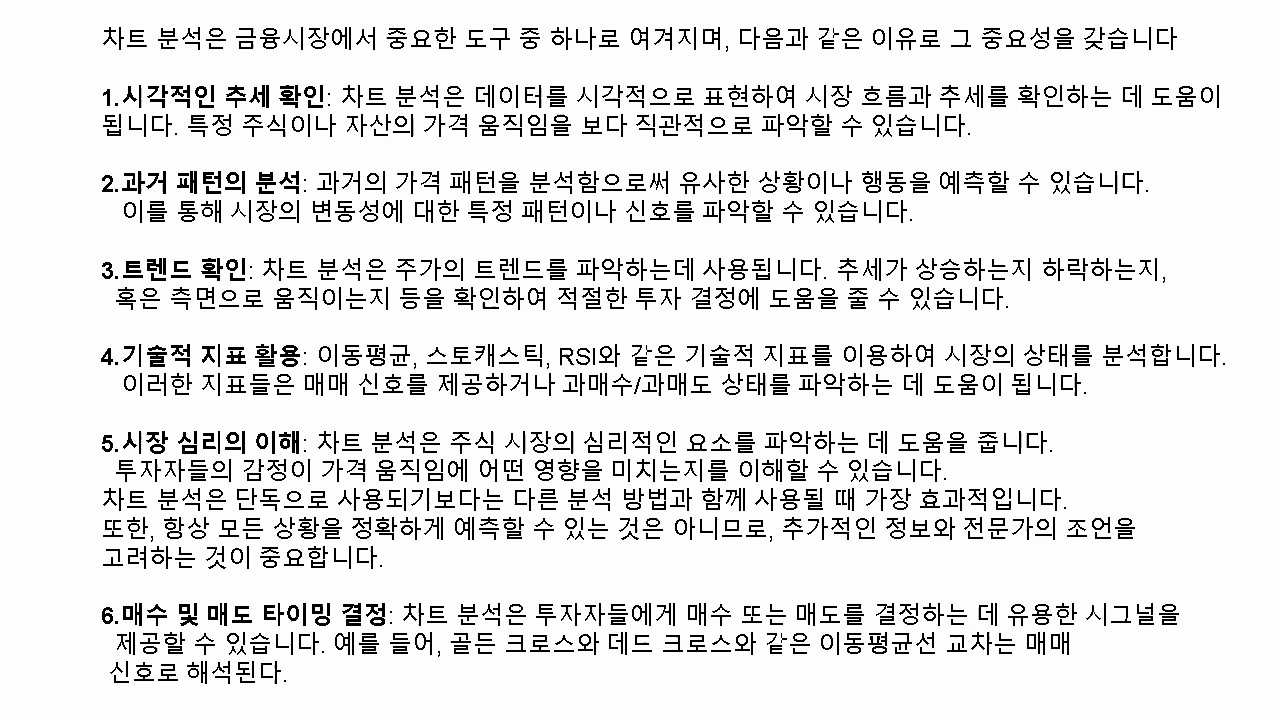 차트 분석은 금융시장에서 중요한 도구 중 하나로 여겨지며, 다음과 같은 이유로 그 중요성을 갖습니다
1.시각적인 추세 확인: 차트 분석은 데이터를 시각적으로 표현하여 시장 흐름과 추세를 확인하는 데 도움이
됩니다. 특정 주식이나 자산의 가격 움직임을 보다 직관적으로 파악할 수 있습니다.
2.과거 패턴의 분석: 과거의 가격 패턴을 분석함으로써 유사한 상황이나 행동을 예측할 수 있습니다.
이를 통해 시장의 변동성에 대한 특정 패턴이나 신호를 파악할 수 있습니다.
3.트렌드 확인: 차트 분석은 주가의 트렌드를 파악하는데 사용됩니다. 추세가 상승하는지 하락하는지,
혹은 측면으로 움직이는지 등을 확인하여 적절한 투자 결정에 도움을 줄 수 있습니다.
4.기술적 지표 활용: 이동평균, 스토캐스틱, RSI와 같은 기술적 지표를 이용하여 시장의 상태를 분석합니다.
이러한 지표들은 매매 신호를 제공하거나 과매수/과매도 상태를 파악하는 데 도움이 됩니다.
5.시장 심리의 이해: 차트 분석은 주식 시장의 심리적인 요소를 파악하는 데 도움을 줍니다.
투자자들의 감정이 가격 움직임에 어떤 영향을 미치는지를 이해할 수 있습니다.
차트 분석은 단독으로 사용되기보다는 다른 분석 방법과 함께 사용될 때 가장 효과적입니다.
또한, 항상 모든 상황을 정확하게 예측할 수 있는 것은 아니므로, 추가적인 정보와 전문가의 조언을
고려하는 것이 중요합니다.
6.매수 및 매도 타이밍 결정: 차트 분석은 투자자들에게 매수 또는 매도를 결정하는 데 유용한 시그널을
제공할 수 있습니다. 예를 들어, 골든 크로스와 데드 크로스와 같은 이동평균선 교차는 매매
신호로 해석된다.